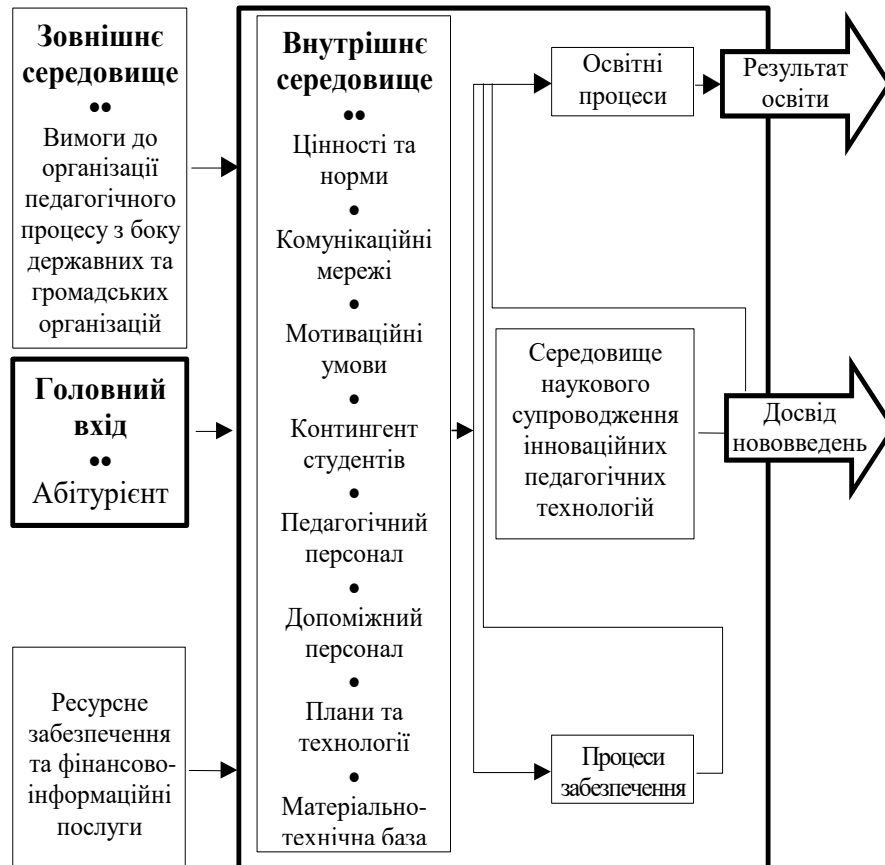 Зовнішнє
середовище
••
Вимоги до
організації
педагогічного
процесу з боку
державних та
громадських
організацій
Головний
вхід
••
Абітурієнт
Ресурсне
забезпечення
та фінансово-
інформаційні
послуги
Внутрішнє
середовище
••
Цінності та
норми
•
Комунікаційні
мережі
•
Мотиваційні
умови
•
Контингент
студентів
•
Педагогічний
персонал
•
Допоміжний
персонал
•
Плани та
технології
•
Матеріально-
технічна база
Освітні
процеси
Результат
освіти
Середовище
наукового
супроводження
інноваційних
педагогічних
технологій
Досвід
нововведень
Процеси
забезпечення